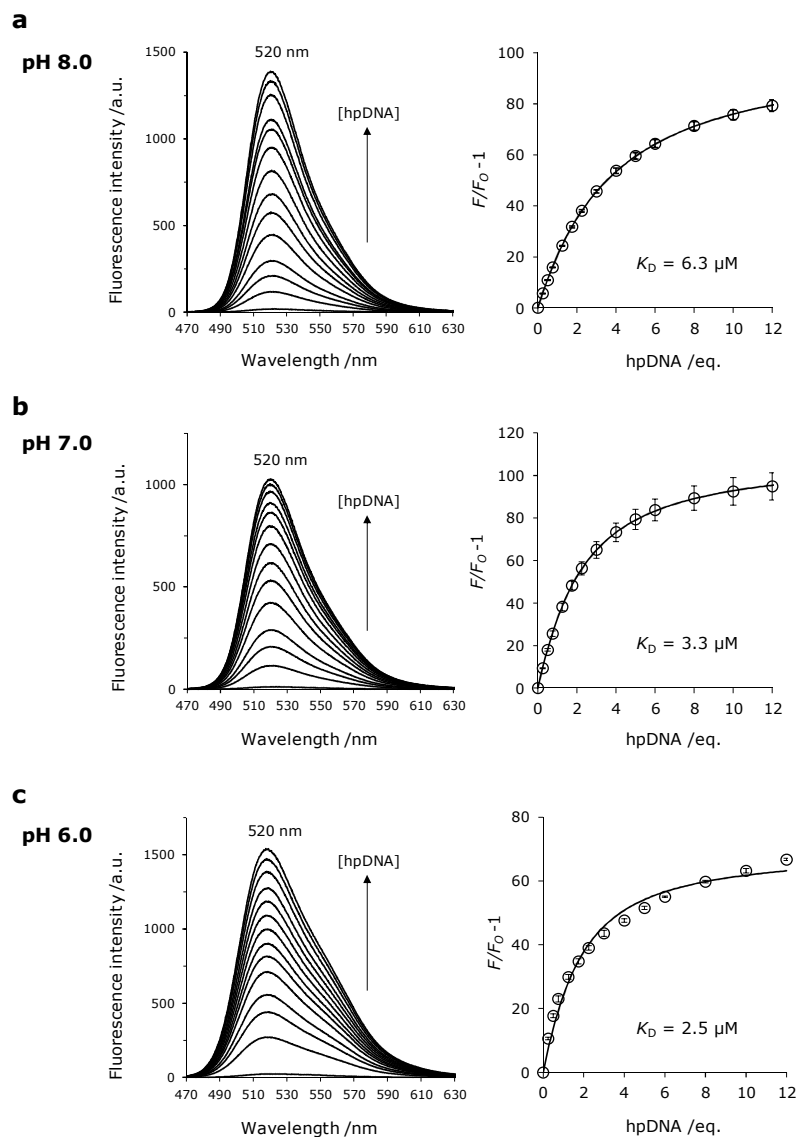 a
pH 8.0
520 nm
[hpDNA]
Fluorescence intensity /a.u.
1500
1000
500
0
470 490 510 530 550 570 590 610 630
Wavelength /nm
F/FO -1
100
80
60
40
20
0
KD = 6.3 µM
0 2 4 6 8 10 12
hpDNA /eq.
b
pH 7.0
520 nm
[hpDNA]
Fluorescence intensity /a.u.
1000
500
0
470 490 510 530 550 570 590 610 630
Wavelength /nm
F/FO -1
120
100
80
60
40
20
0
KD = 3.3 µM
0 2 4 6 8 10 12
hpDNA /eq.
c
pH 6.0
520 nm
[hpDNA]
Fluorescence intensity /a.u.
1500
1000
500
0
470 490 510 530 550 570 590 610 630
Wavelength /nm
F/FO -1
80
60
40
20
0
KD = 2.5 µM
0 2 4 6 8 10 12
hpDNA /eq.